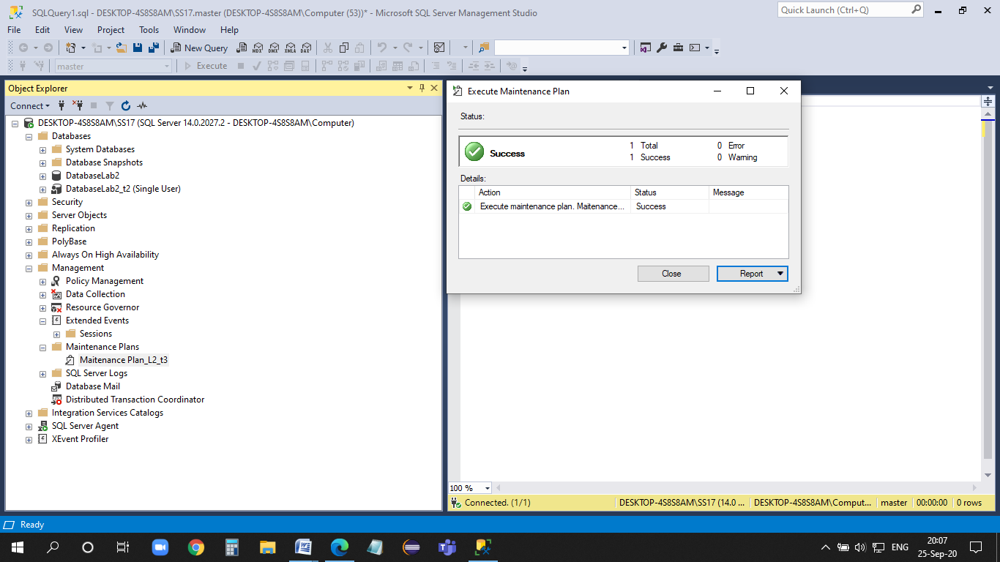 SQLQuery1.sql - DESKTOP-4S8S8AM\SS17.master (DESKTOP-4S8S8AM\Computer (53))* - Microsoft SQL Server Management Studio
Quick Launch (Ctrl+Q)
File Edit View Project Tools Window Help
New Query MDX DMX XMLA DAX
master Execute
Object Explorer
Connect
DESKTOP-4S8S8AM\SS17 (SQL Server 14.0.2027.2 - DESKTOP-4S8S8AM\Computer)
Databases
System Databases
Database Snapshots
DatabaseLab2
DatabaseLab2_t2 (Single User)
Security
Server Objects
Replication
PolyBase
Always On High Availability
Management
Policy Management
Data Collection
Resource Governor
Extended Events
Sessions
Maintenance Plans
Maitenance Plan_L2_t3
SQL Server Logs
Database Mail
Distributed Transaction Coordinator
Integration Services Catalogs
SQL Server Agent
XEvent Profiler
Execute Maintenance Plan
Status:
Success
1 Total 0 Error
1 Success 0 Warning
Details:
Action Status Message
Execute maintenance plan. Maitenance... Success
Close Report
100 %
Connected. (1/1) DESKTOP-4S8S8AM\SS17 (14.0 ... DESKTOP-4S8S8AM\Comput... master 00:00:00 0 rows
Ready
ENG
20:07
25-Sep-20